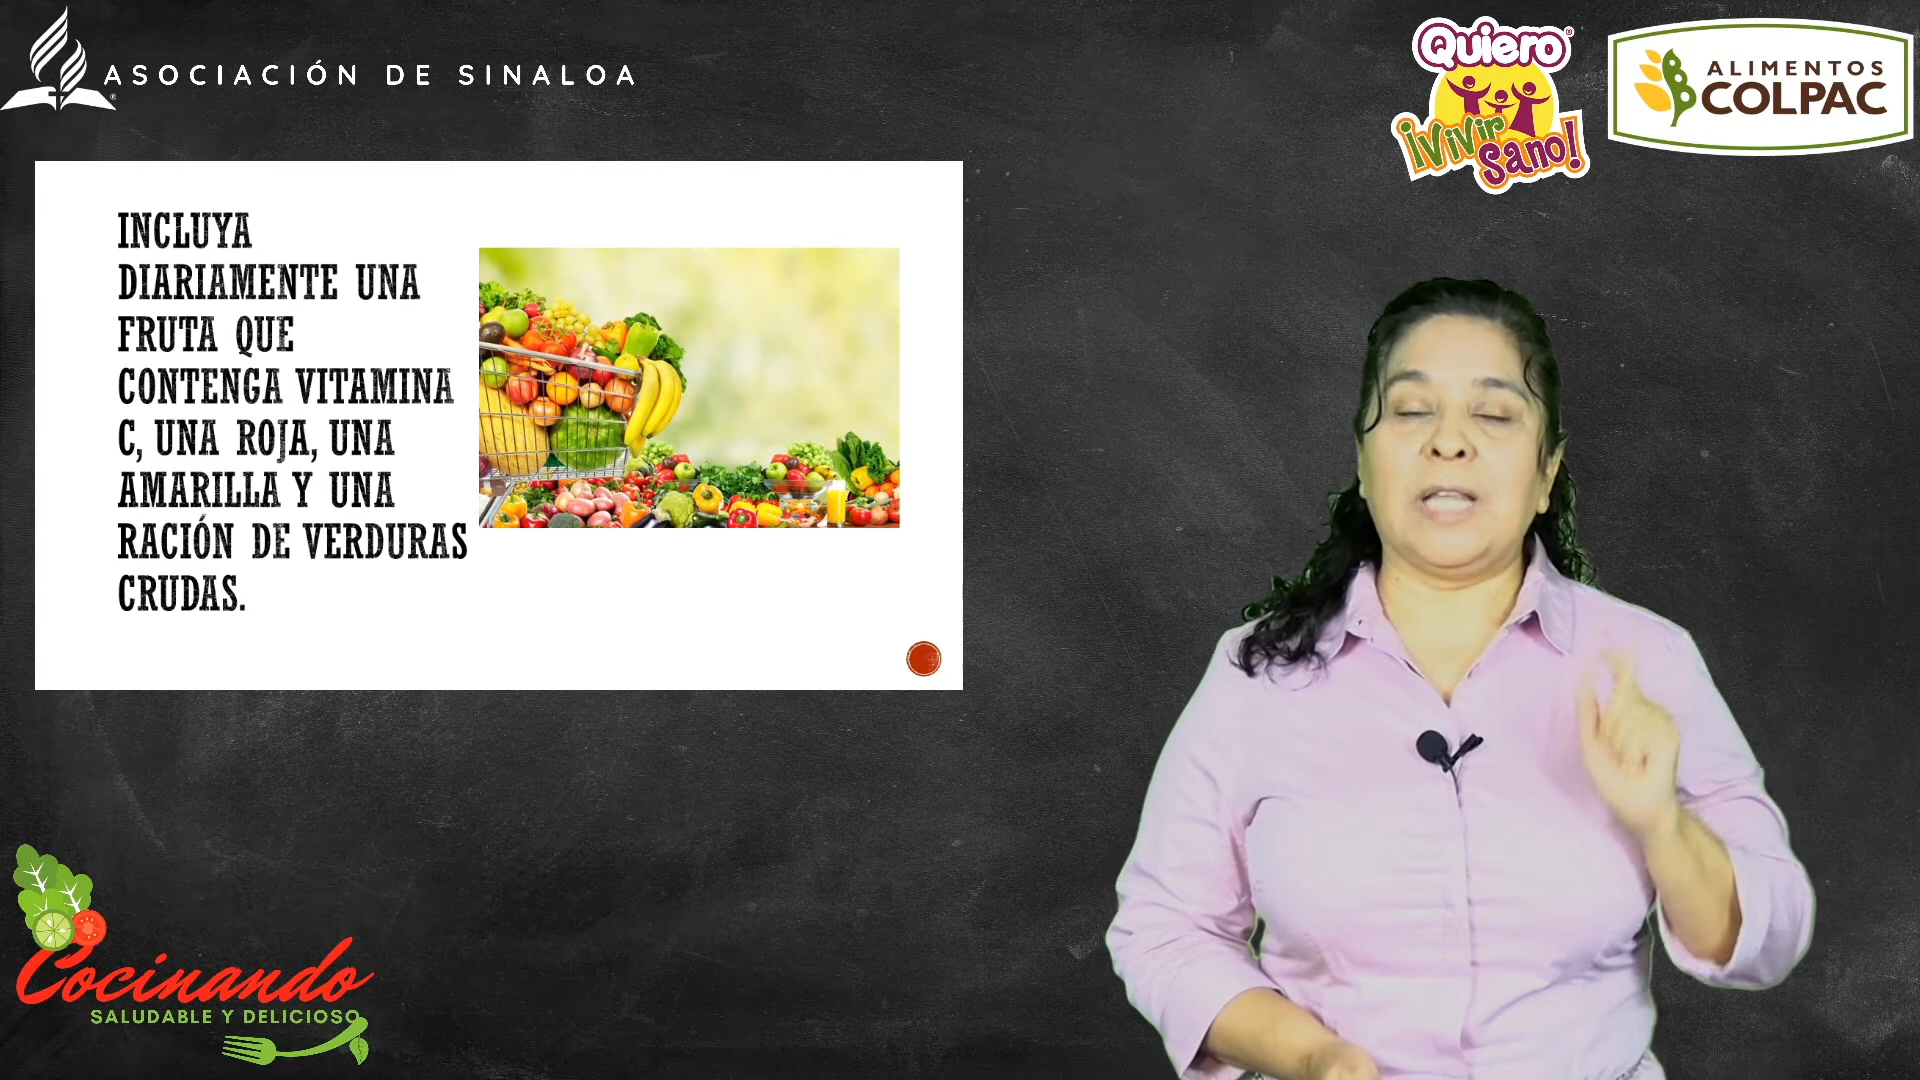 ASOCIACIÓN DE SINALOA
Quiero
¡Vivir
Sano!
ALIMENTOS
COLPAC
INCLUYA
DIARIAMENTE UNA
FRUTA QUE
CONTENGA VITAMINA
C, UNA ROJA, UNA
AMARILLA Y UNA
RACIÓN DE VERDURAS
CRUDAS.
Cocinando
SALUDABLE Y DELICIOSO